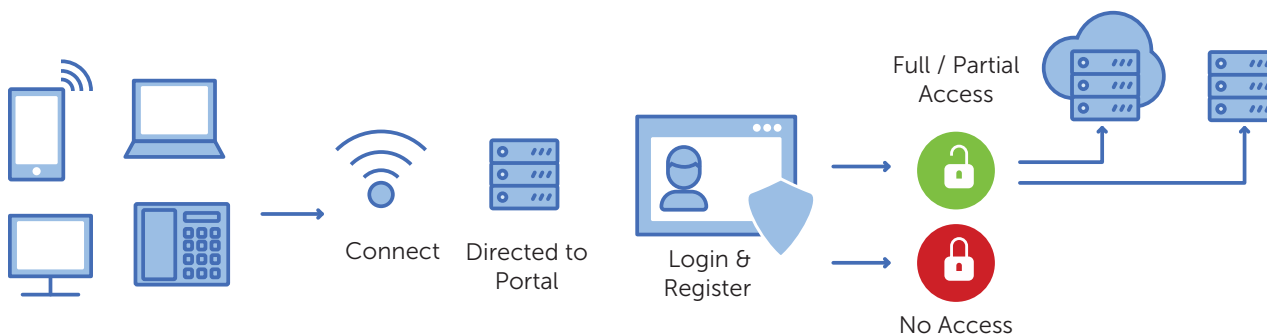 Full / Partial
Access
Connect
Directed to
Portal
Login &
Register
No Access